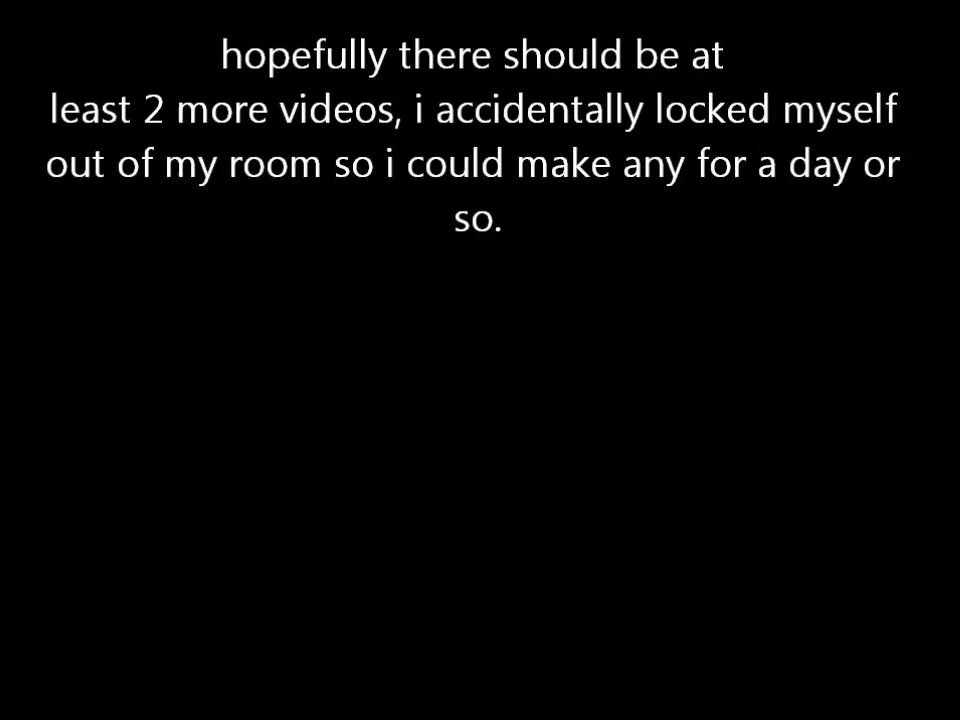 hopefully there should be at
least 2 more videos, i accidentally locked myself
out of my room so i could make any for a day or
so.